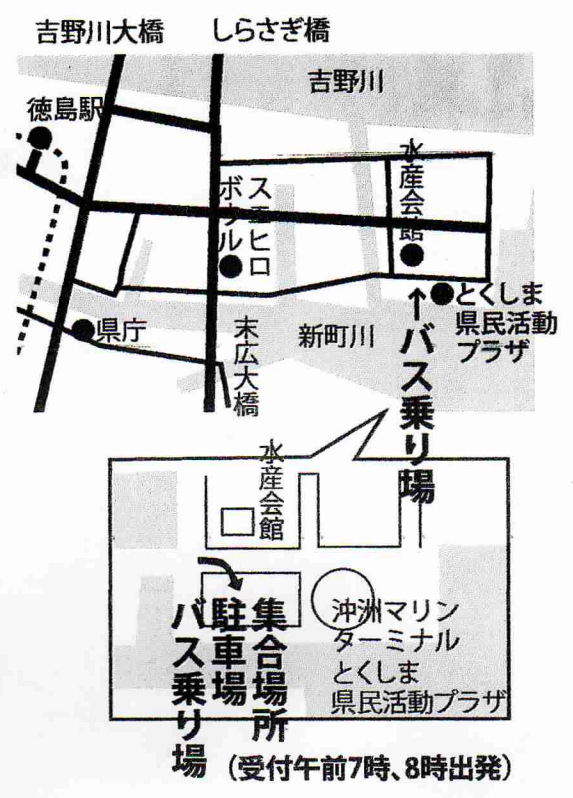 吉野川大橋
しらさぎ橋
吉野川
徳島駅
水産会館
スエヒロ
ボウル
とくしま
県民活動
プラザ
県庁
末広大橋
新町川
↑バス乗り場
水産会館
集合場所
駐車場
バス乗り場
沖洲マリン
ターミナル
とくしま
県民活動プラザ
(受付午前7時、8時出発)